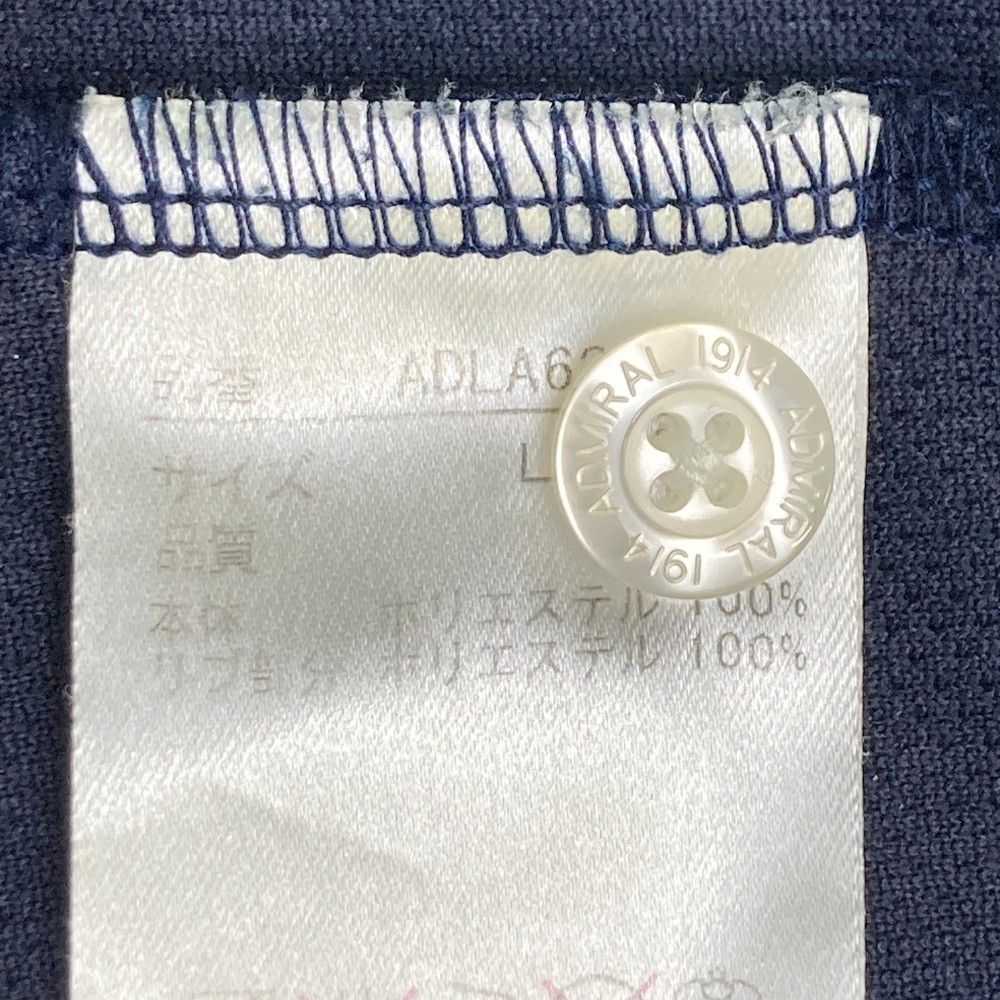 品番 ADLA6
サイズ L
品質
本体 ポリエステル 100%
リブ部分 ポリエステル 100%
ADMIRAL 1914 ADMIRAL 1914